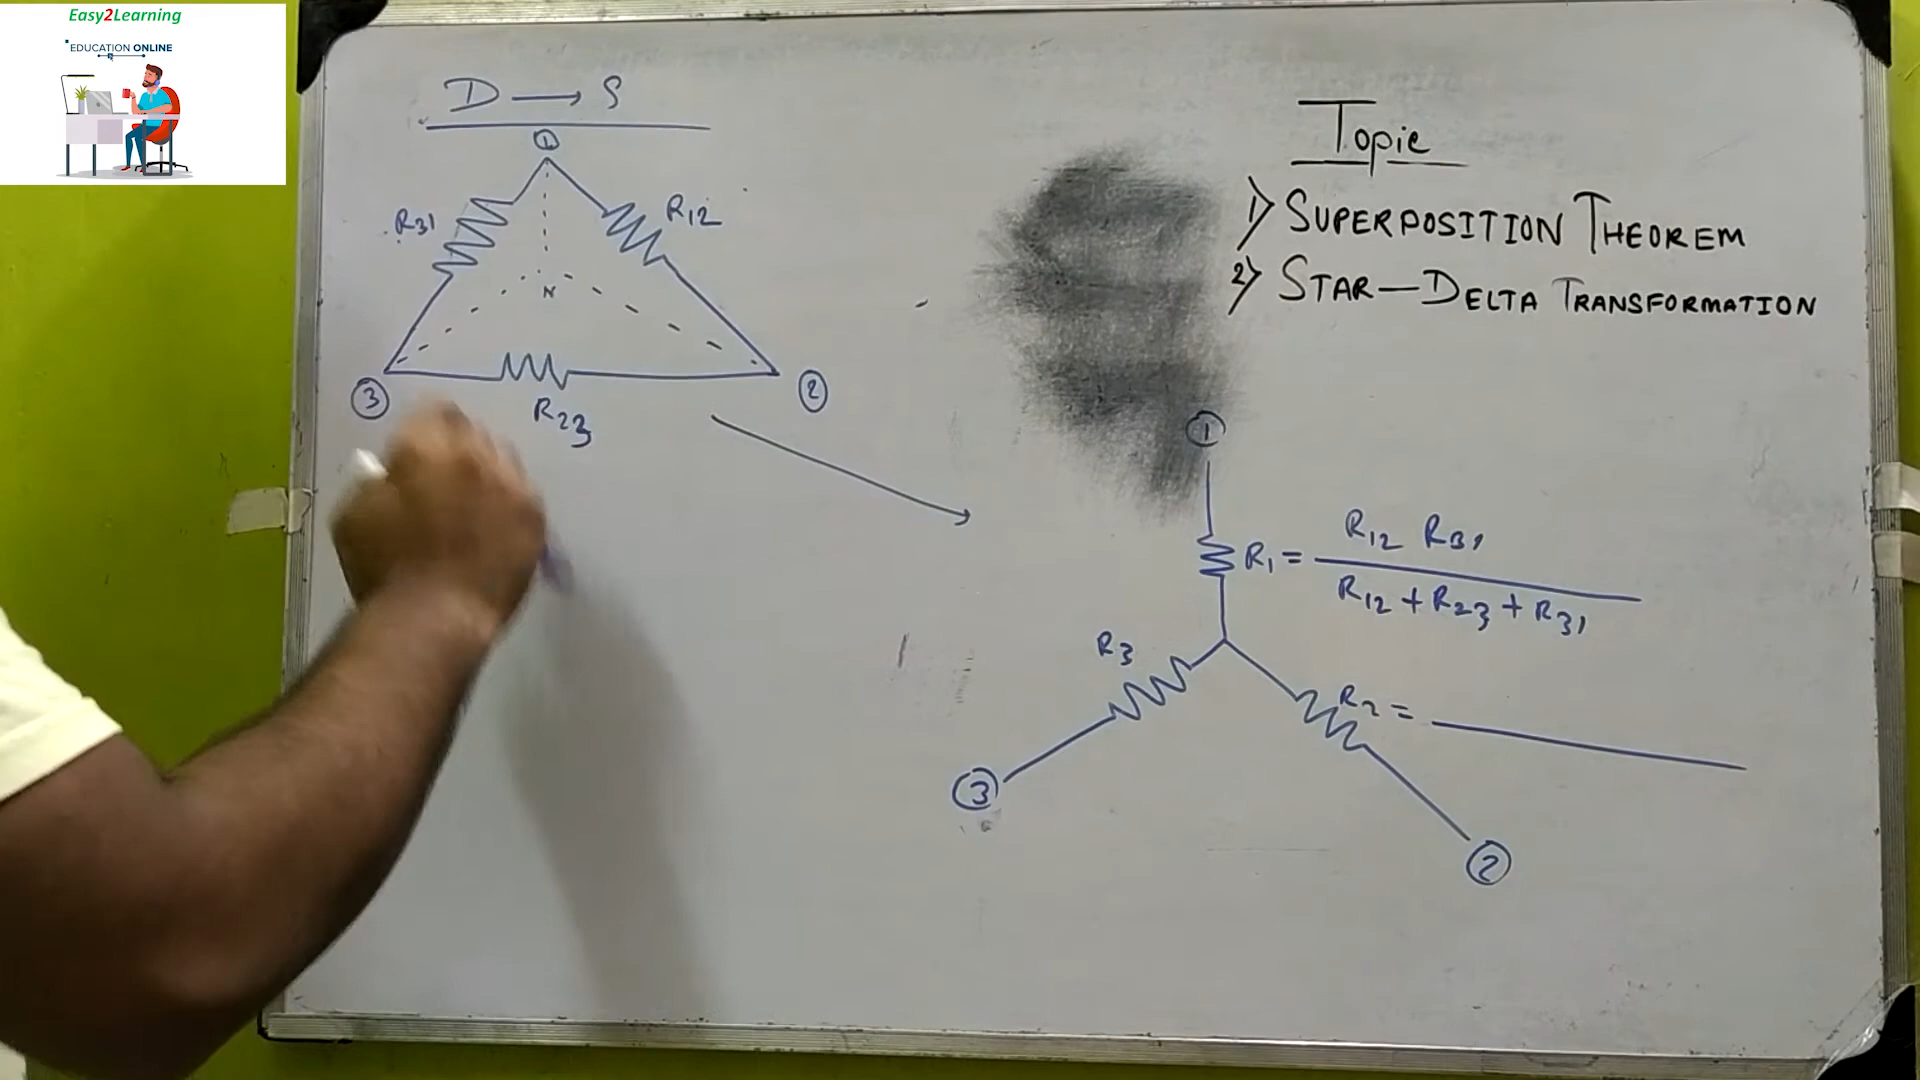 Easy2Learning
EDUCATION ONLINE
D → S
1
R31
R12
N
3
2
R23
Topic
1) SUPERPOSITION THEOREM
2) STAR—DELTA TRANSFORMATION
1
R1 = R12 R31
R12 + R23 + R31
R3
R2 =
3
2